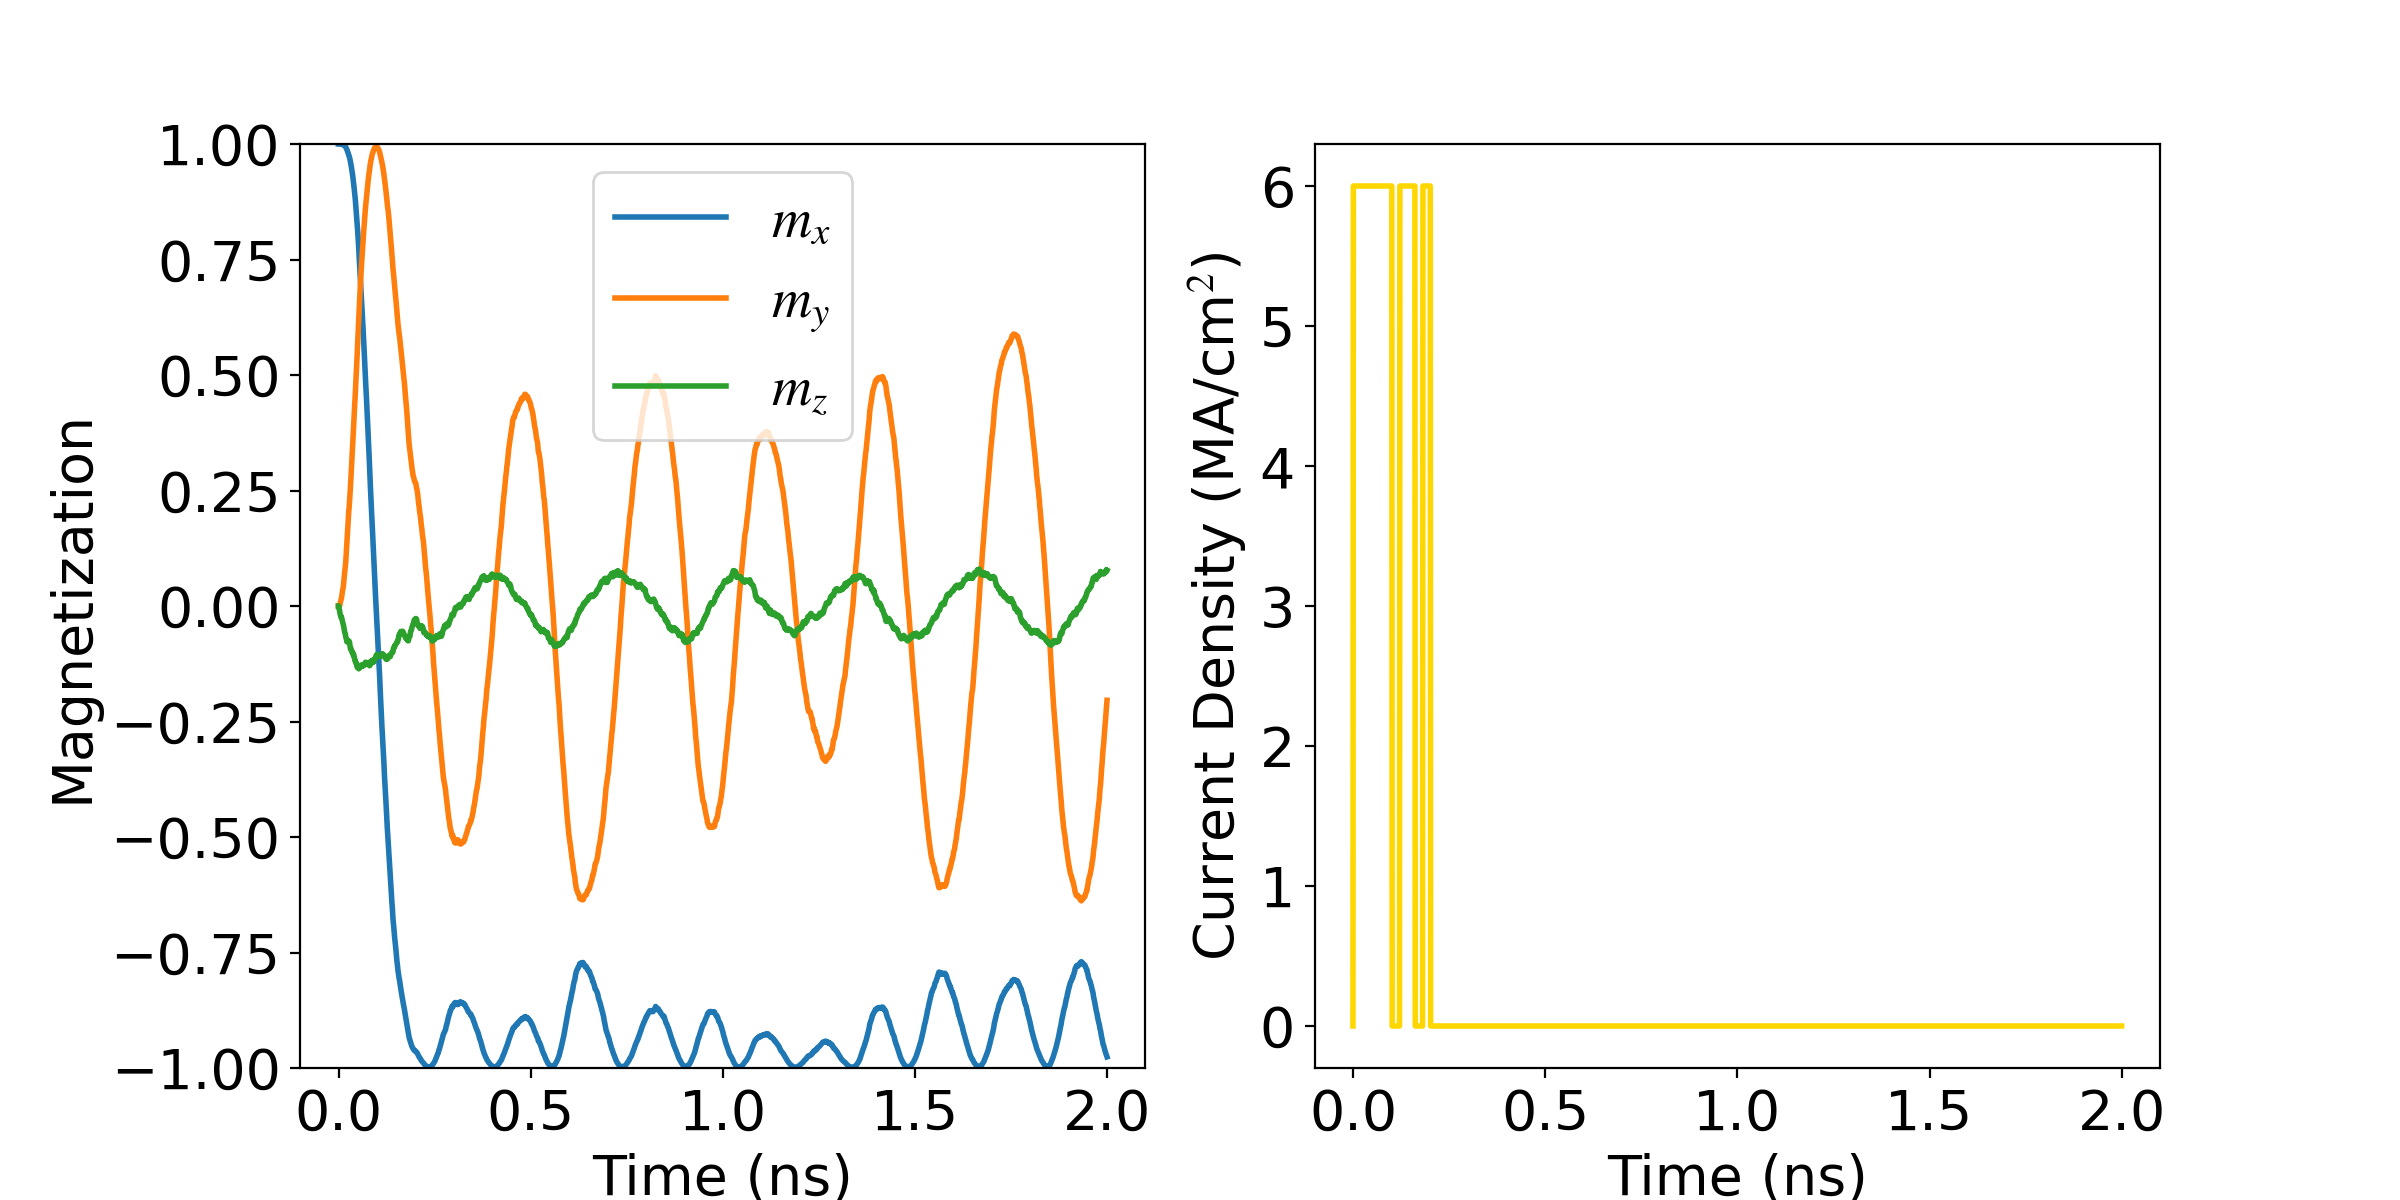 Magnetization
1.00
0.75
0.50
0.25
0.00
−0.25
−0.50
−0.75
−1.00
0.0 0.5 1.0 1.5 2.0
Time (ns)
m_x
m_y
m_z
Current Density (MA/cm²)
6
5
4
3
2
1
0
0.0 0.5 1.0 1.5 2.0
Time (ns)